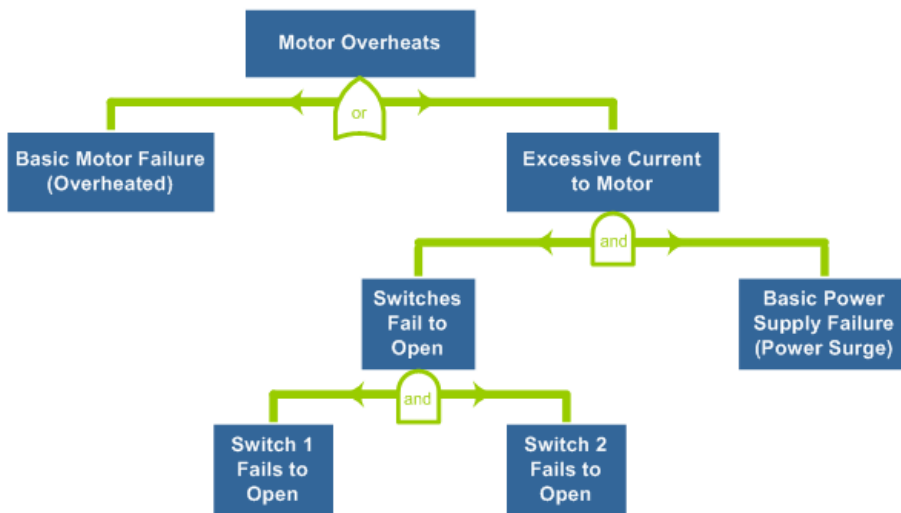 Motor Overheats
or
Basic Motor Failure
(Overheated)
Excessive Current
to Motor
and
Switches
Fail to
Open
Basic Power
Supply Failure
(Power Surge)
and
Switch 1
Fails to
Open
Switch 2
Fails to
Open